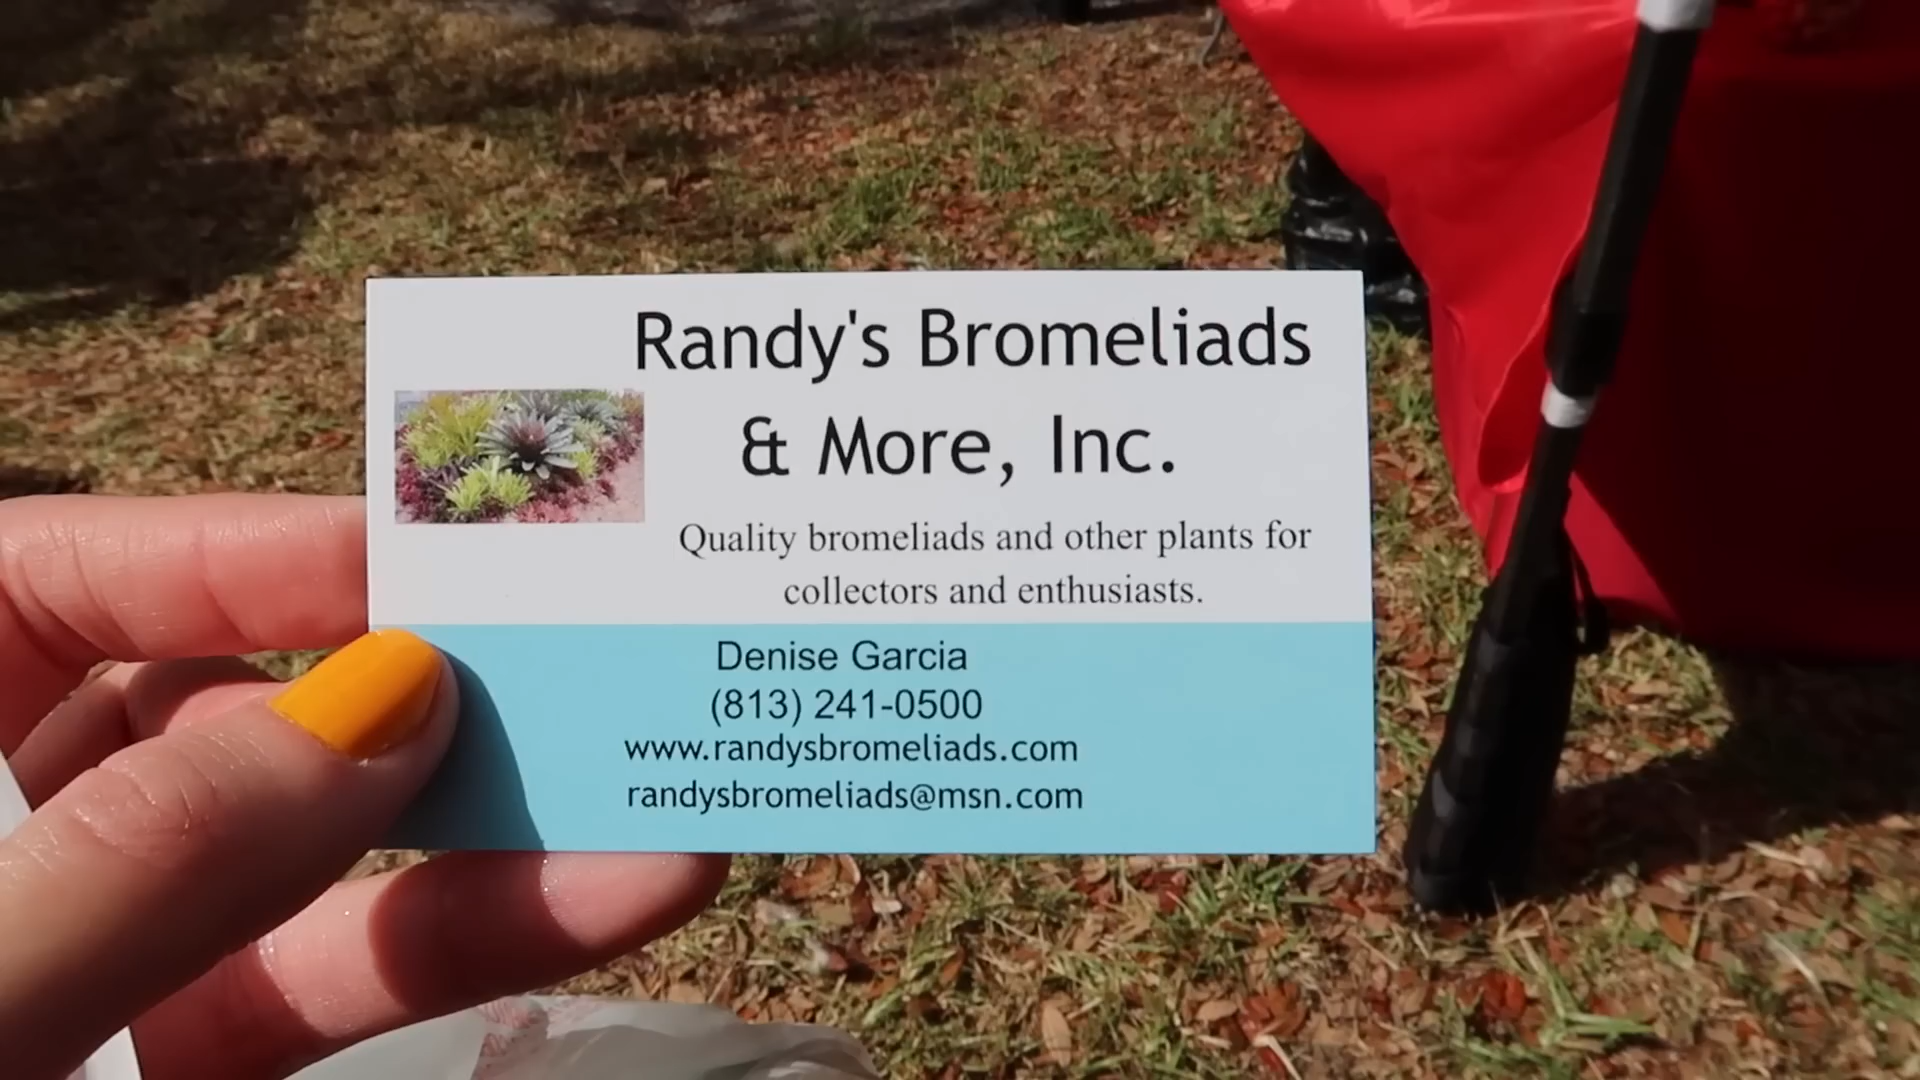 Randy's Bromeliads
& More, Inc.
Quality bromeliads and other plants for
collectors and enthusiasts.
Denise Garcia
(813) 241-0500
www.randysbromeliads.com
randysbromeliads@msn.com